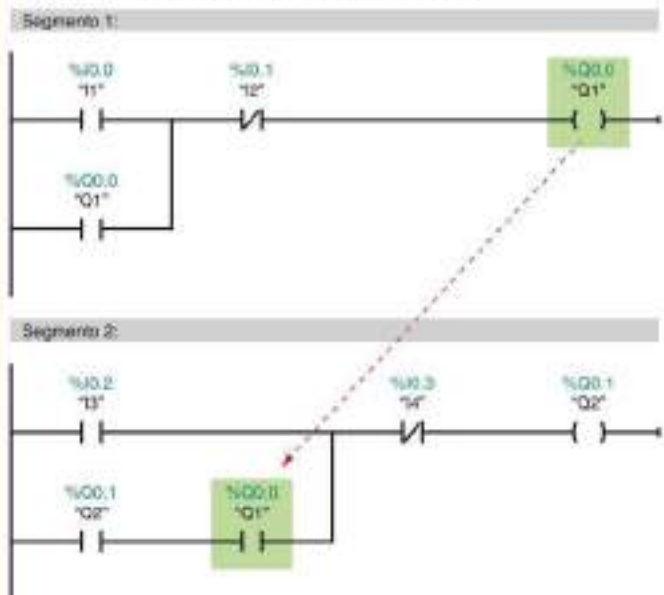 Segmento 1:
%I0.0 %I0.1 %Q0.0
"I1" "I2" "Q1"
%Q0.0
"Q1"
Segmento 2:
%I0.2 %I0.3 %Q0.1
"I3" "I4" "Q2"
%Q0.1 %Q0.0
"Q2" "Q1"